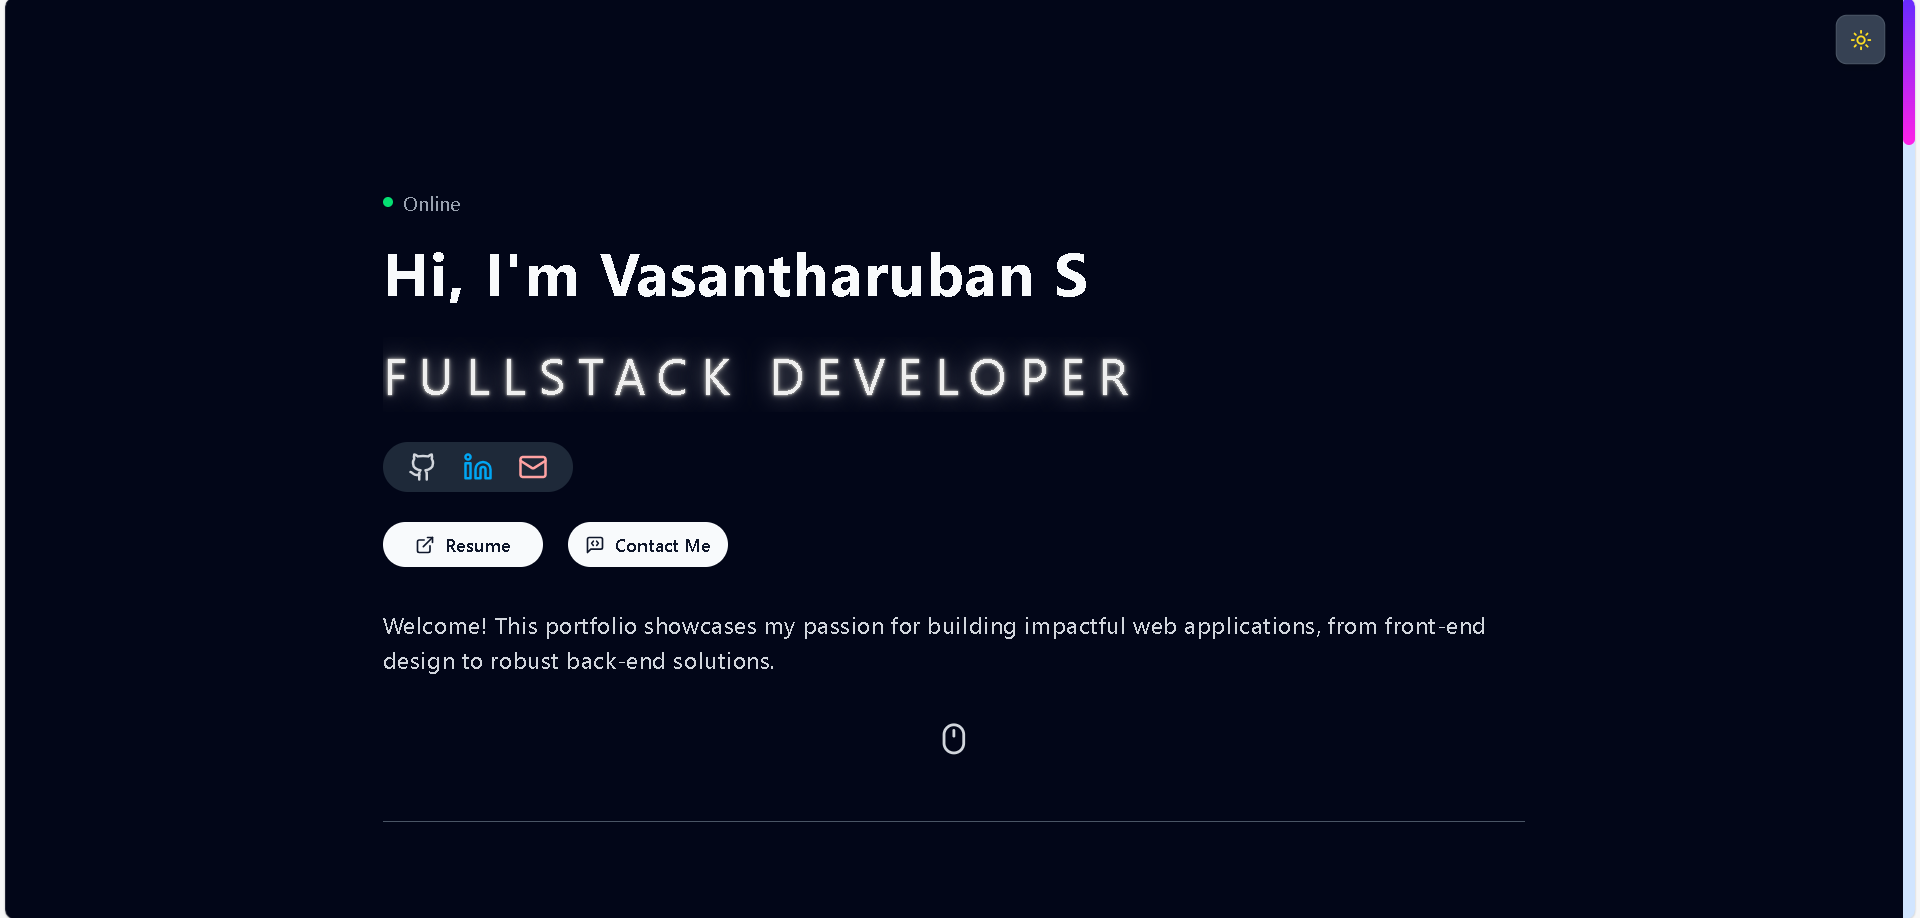 Online
Hi, I'm Vasantharuban S
FULLSTACK DEVELOPER
Resume
Contact Me
Welcome! This portfolio showcases my passion for building impactful web applications, from front-end
design to robust back-end solutions.